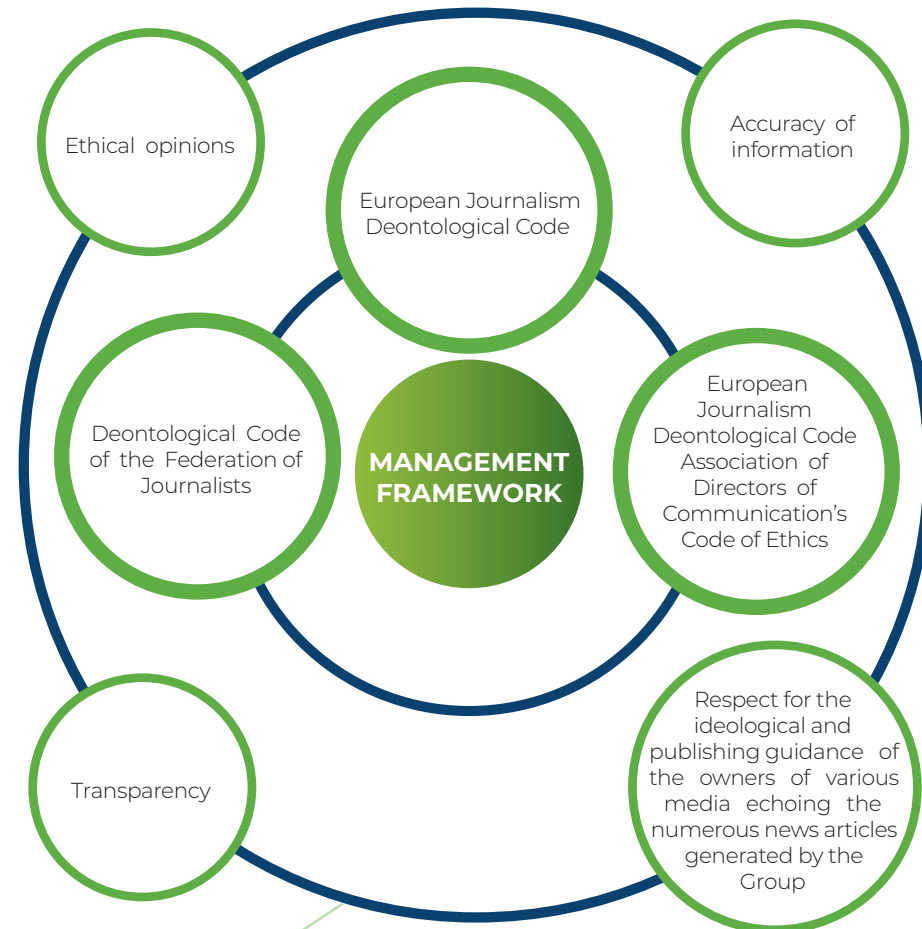 Ethical opinions
Accuracy of
information
European Journalism
Deontological Code
Deontological Code
of the Federation of
Journalists
MANAGEMENT
FRAMEWORK
European
Journalism
Deontological Code
Association of
Directors of
Communication’s
Code of Ethics
Transparency
Respect for the
ideological and
publishing guidance of
the owners of various
media echoing the
numerous news articles
generated by the
Group